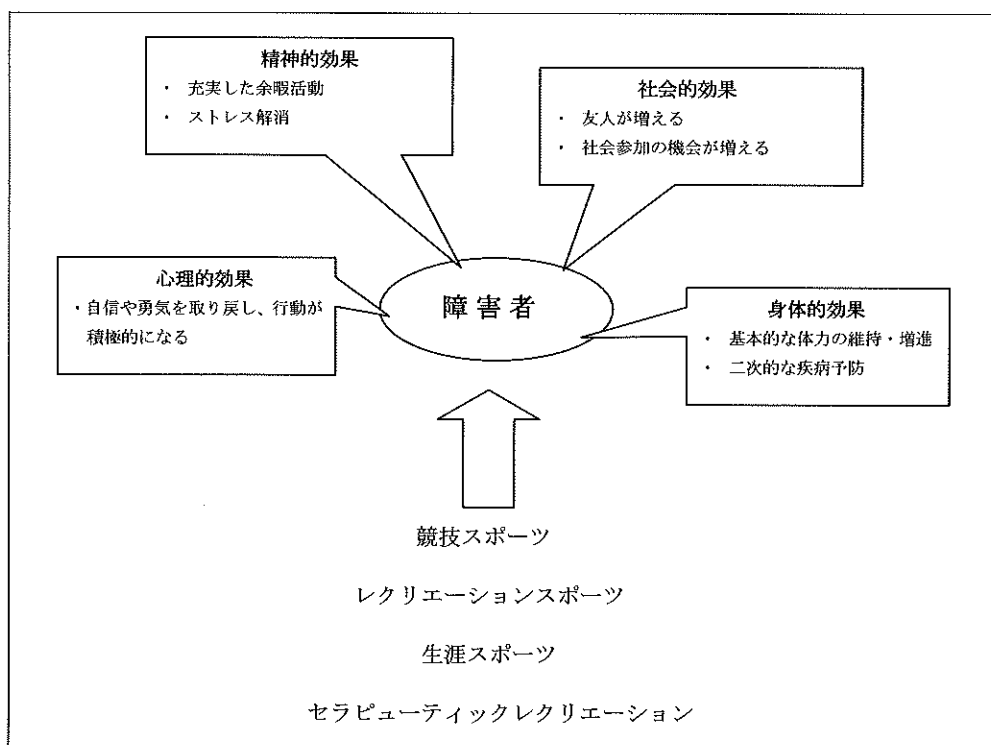 精神的効果
・ 充実した余暇活動
・ ストレス解消
社会的効果
・ 友人が増える
・ 社会参加の機会が増える
心理的効果
・自信や勇気を取り戻し、行動が
積極的になる
障害者
身体的効果
・ 基本的な体力の維持・増進
・ 二次的な疾病予防
競技スポーツ
レクリエーションスポーツ
生涯スポーツ
セラピューティックレクリエーション